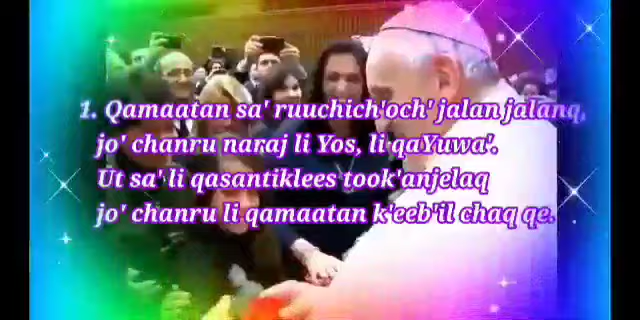 1. Qamaatan sa' ruuchich'och' jalan jalanq,
jo' chanru naraj li Yos, li qaYuwa'.
Ut sa' li qasantiklees took'anjelaq
jo' chanru li qamaatan k'eeb'il chaq qe.